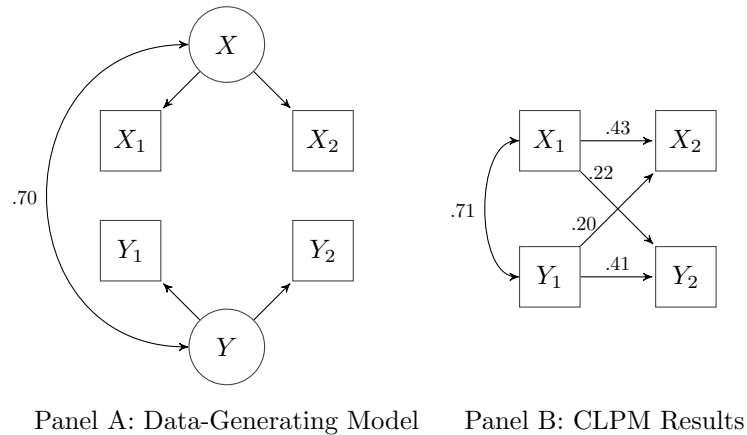 X
X₁
X₂
.70
Y₁
Y₂
Y
Panel A: Data-Generating Model
X₁
.43
X₂
.22
.71
.20
Y₁
.41
Y₂
Panel B: CLPM Results